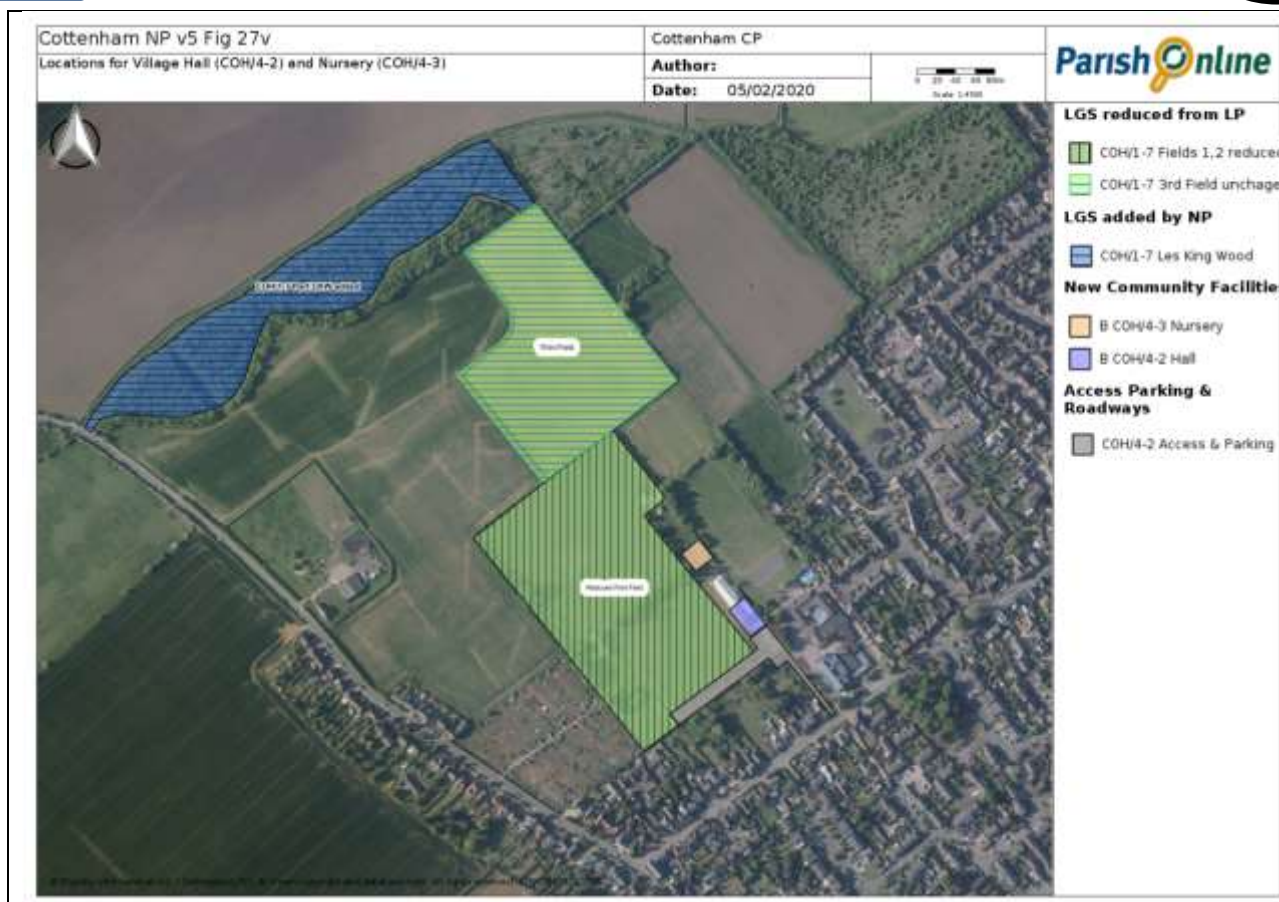 Cottenham NP v5 Fig 27v
Locations for Village Hall (COH/4-2) and Nursery (COH/4-3)
Cottenham CP
Author:
Date: 05/02/2020
Parish Online
LGS reduced from LP
COH/1-7 Fields 1,2 reduced
COH/1-7 3rd Field unchange
LGS added by NP
COH/1-7 Les King Wood
New Community Facilitie
B COH/4-3 Nursery
B COH/4-2 Hall
Access Parking &
Roadways
COH/4-2 Access & Parking